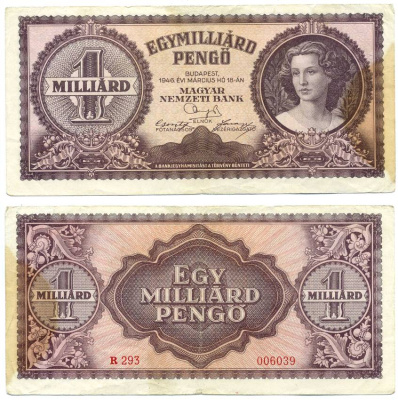 EGYMILLIÁRD
PENGŐ
BUDAPEST,
1946. ÉVI MÁRCIUS HÓ 18-ÁN
MAGYAR
NEMZETI BANK
ELNÖK
FŐTANÁCSOS
VEZÉRIGAZGATÓ
A BANKJEGYHAMISÍTÁST A TÖRVÉNY BÜNTETI
1
MILLIÁRD
1
MILLIÁRD
EGY
MILLIÁRD
PENGŐ
1
MILLIÁRD
R 293
006039